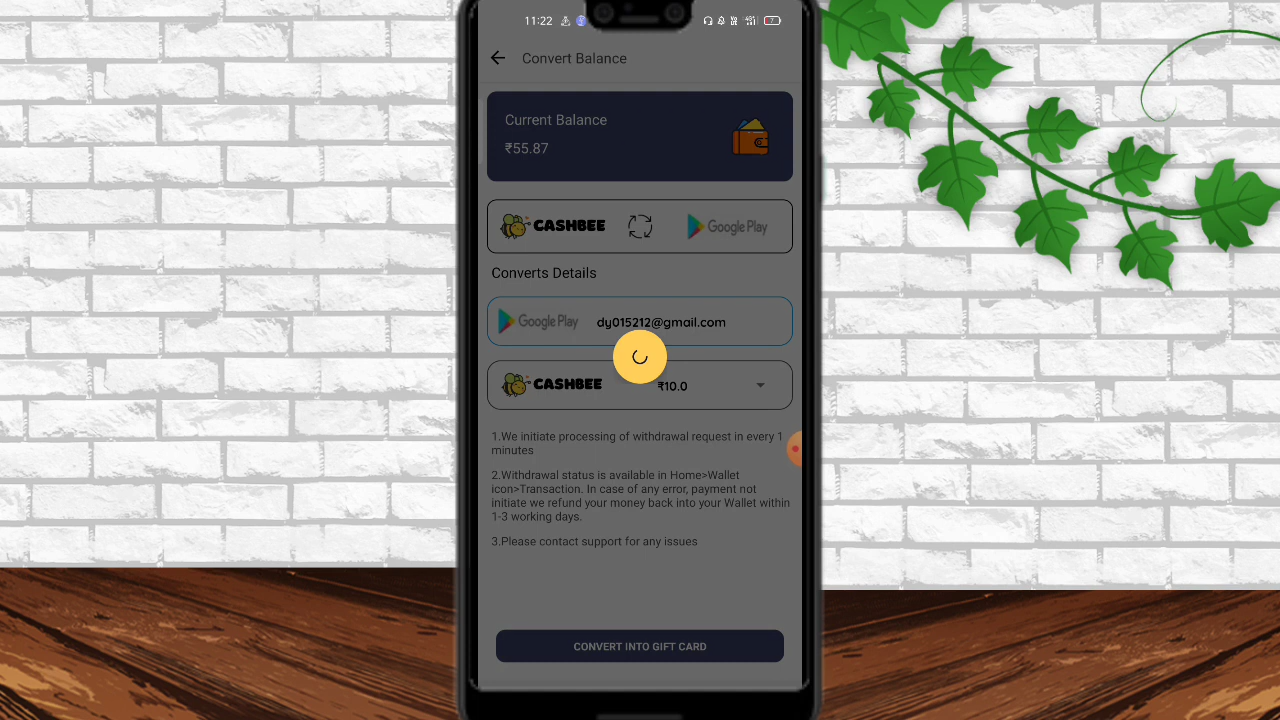 11:22
Convert Balance
Current Balance
₹55.87
CASHBEE Google Play
Converts Details
Google Play dy015212@gmail.com
CASHBEE ₹10.0
1.We initiate processing of withdrawal request in every 1
minutes
2.Withdrawal status is available in Home>Wallet
icon>Transaction. In case of any error, payment not
initiate we refund your money back into your Wallet within
1-3 working days.
3.Please contact support for any issues
CONVERT INTO GIFT CARD